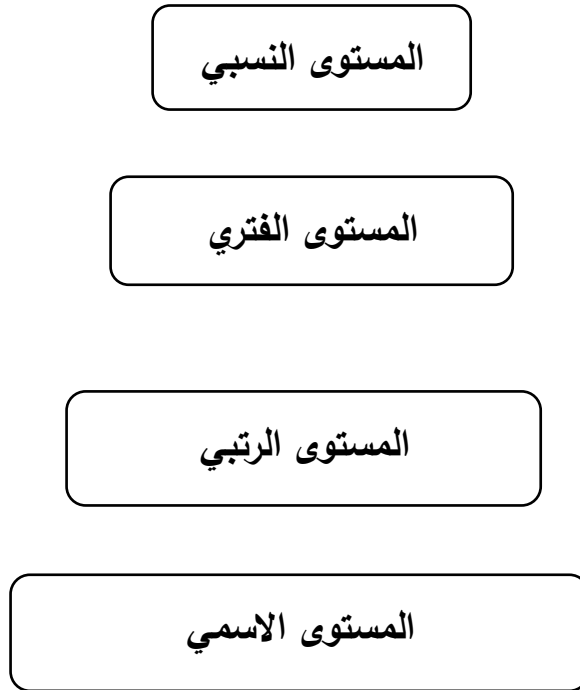 المستوى النسبي
المستوى الفتري
المستوى الرتبي
المستوى الاسمي